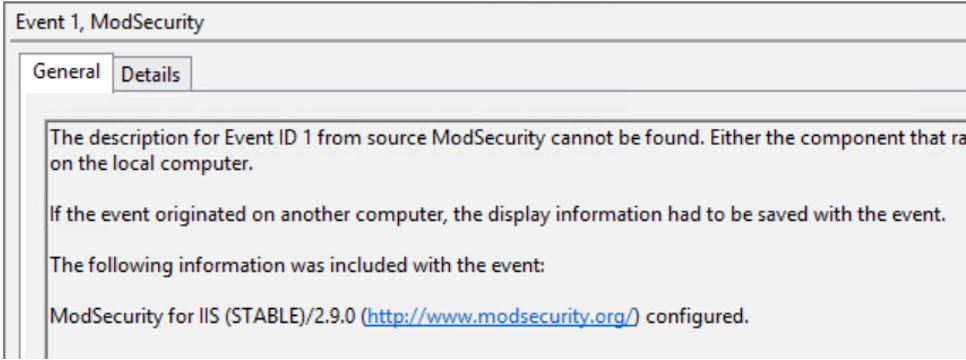 Event 1, ModSecurity
General Details
The description for Event ID 1 from source ModSecurity cannot be found. Either the component that
on the local computer.
If the event originated on another computer, the display information had to be saved with the event.
The following information was included with the event:
ModSecurity for IIS (STABLE)/2.9.0 (http://www.modsecurity.org/) configured.